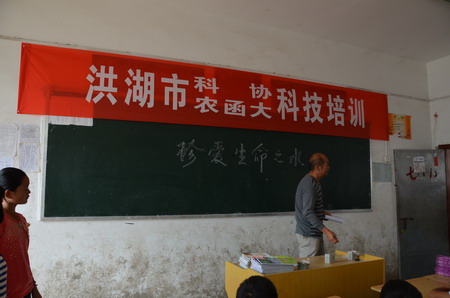 洪湖市科协科技培训
农函大
珍爱生命之水